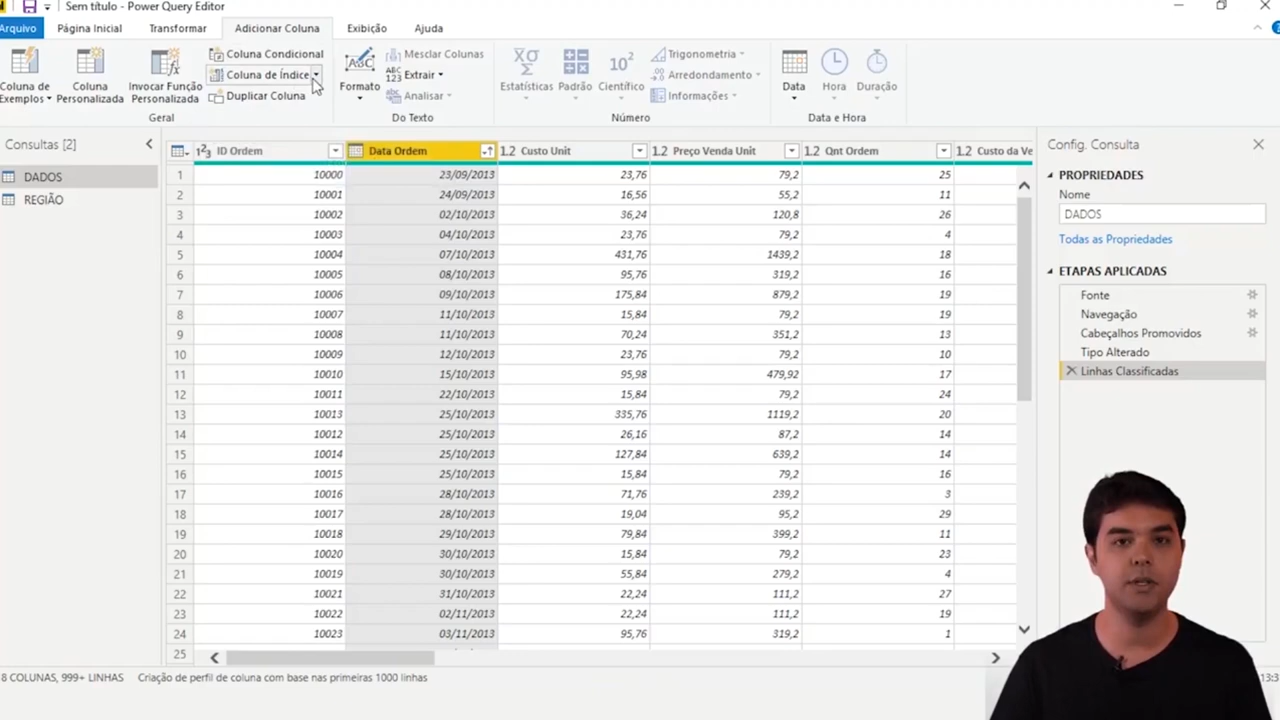 Sem título - Power Query Editor
Arquivo Página Inicial Transformar Adicionar Coluna Exibição Ajuda
Coluna de Exemplos
Coluna Personalizada
Invocar Função Personalizada
Coluna Condicional
Coluna de Índice
Duplicar Coluna
Geral
ABC
Formato
Mesclar Colunas
ABC 123 Extrair
abc Analisar
Do Texto
XΣ σ
Estatísticas
Padrão
10²
Científico
Trigonometria
Arredondamento
Informações
Número
Data
Hora
Duração
Data e Hora
Consultas [2]
DADOS
REGIÃO
1²3 ID Ordem Data Ordem 1.2 Custo Unit 1.2 Preço Venda Unit 1.2 Qnt Ordem 1.2 Custo da Ve
1 10000 23/09/2013 23,76 79,2 25
2 10001 24/09/2013 16,56 55,2 11
3 10002 02/10/2013 36,24 120,8 26
4 10003 04/10/2013 23,76 79,2 4
5 10004 07/10/2013 431,76 1439,2 18
6 10005 08/10/2013 95,76 319,2 16
7 10006 09/10/2013 175,84 879,2 19
8 10007 11/10/2013 15,84 79,2 19
9 10008 11/10/2013 70,24 351,2 13
10 10009 12/10/2013 23,76 79,2 10
11 10010 15/10/2013 95,98 479,92 17
12 10011 22/10/2013 15,84 79,2 24
13 10013 25/10/2013 335,76 1119,2 20
14 10012 25/10/2013 26,16 87,2 14
15 10014 25/10/2013 127,84 639,2 14
16 10015 25/10/2013 15,84 79,2 16
17 10016 28/10/2013 71,76 239,2 3
18 10017 28/10/2013 19,04 95,2 29
19 10018 29/10/2013 79,84 399,2 11
20 10020 30/10/2013 15,84 79,2 23
21 10019 30/10/2013 55,84 279,2 4
22 10021 31/10/2013 22,24 111,2 27
23 10022 02/11/2013 22,24 111,2 19
24 10023 03/11/2013 95,76 319,2 1
25
Config. Consulta
PROPRIEDADES
Nome
DADOS
Todas as Propriedades
ETAPAS APLICADAS
Fonte
Navegação
Cabeçalhos Promovidos
Tipo Alterado
Linhas Classificadas
8 COLUNAS, 999+ LINHAS Criação de perfil de coluna com base nas primeiras 1000 linhas
13:3